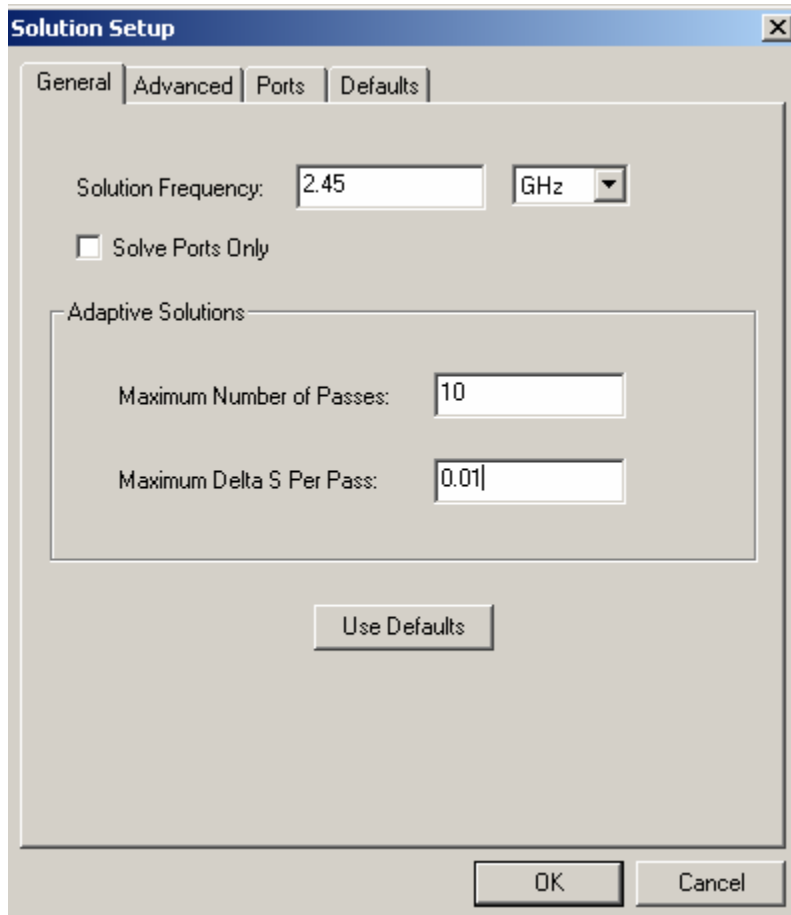 Solution Setup
General Advanced Ports Defaults
Solution Frequency: 2.45 GHz
Solve Ports Only
Adaptive Solutions
Maximum Number of Passes: 10
Maximum Delta S Per Pass: 0.01
Use Defaults
OK Cancel